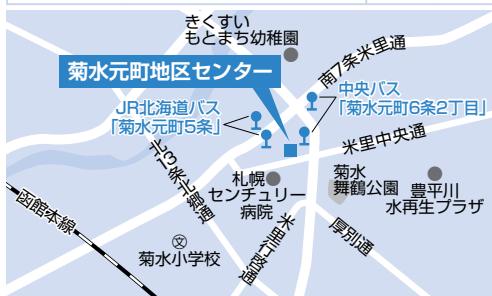 きくすい
もとまち幼稚園
菊水元町地区センター
南7条米里通
中央バス
「菊水元町6条2丁目」
JR北海道バス
「菊水元町5条」
米里中央通
北13条北郷通
札幌
センチュリー
病院
菊水
舞鶴公園
豊平川
水再生プラザ
函館本線
文
菊水小学校
米里行啓通
厚別通